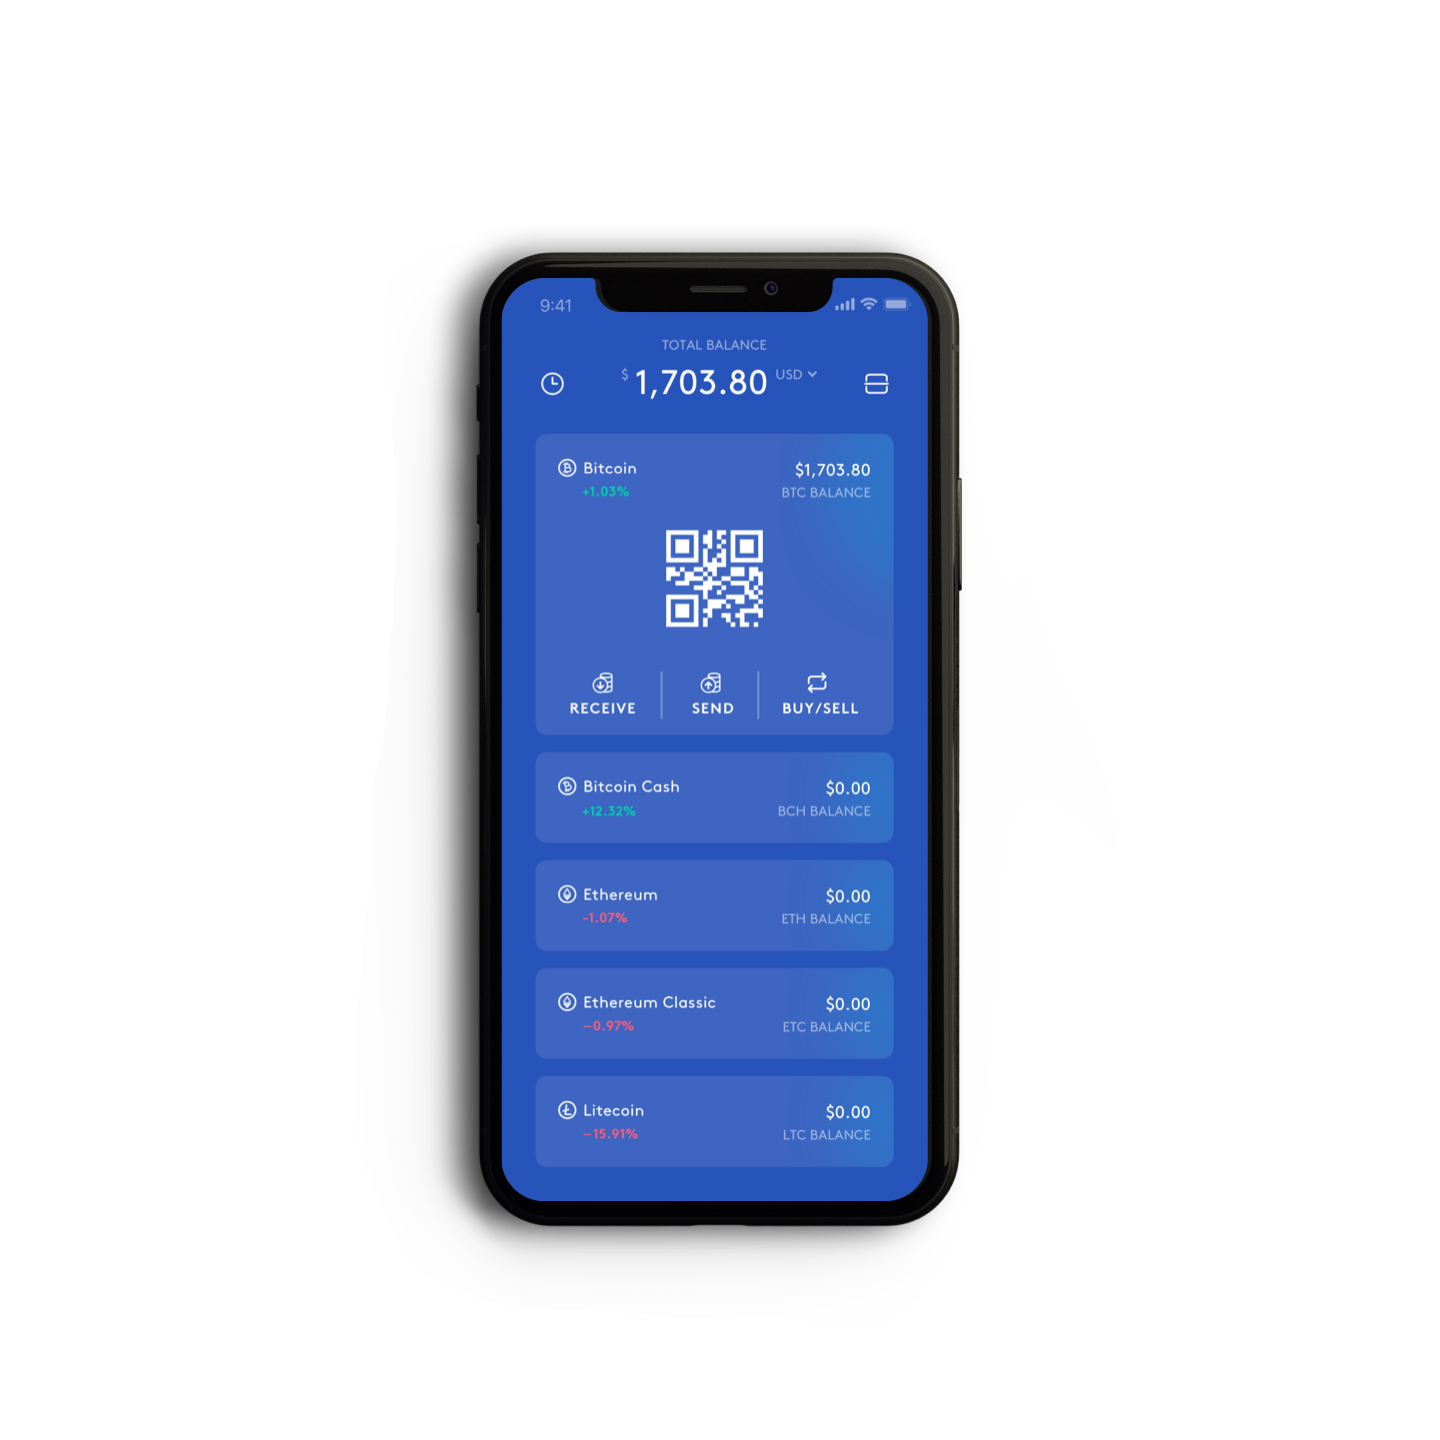 9:41
TOTAL BALANCE
$ 1,703.80 USD
Bitcoin $1,703.80
+1.03% BTC BALANCE
RECEIVE SEND BUY/SELL
Bitcoin Cash $0.00
+12.32% BCH BALANCE
Ethereum $0.00
-1.07% ETH BALANCE
Ethereum Classic $0.00
−0.97% ETC BALANCE
Litecoin $0.00
−15.91% LTC BALANCE